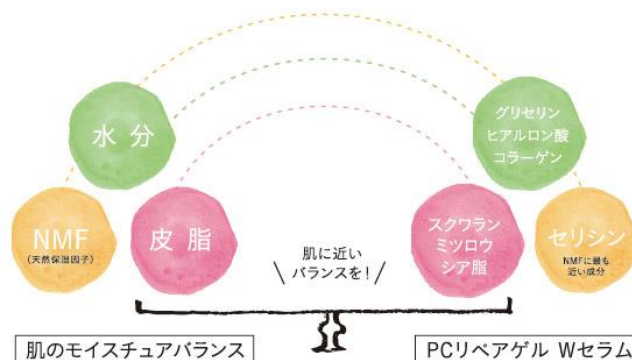 水分
グリセリン
ヒアルロン酸
コラーゲン
NMF
(天然保湿因子)
皮脂
肌に近い
バランスを!
スクワラン
ミツロウ
シア脂
セリシン
NMFに最も
近い成分
肌のモイスチュアバランス
PCリペアゲル Wセラム